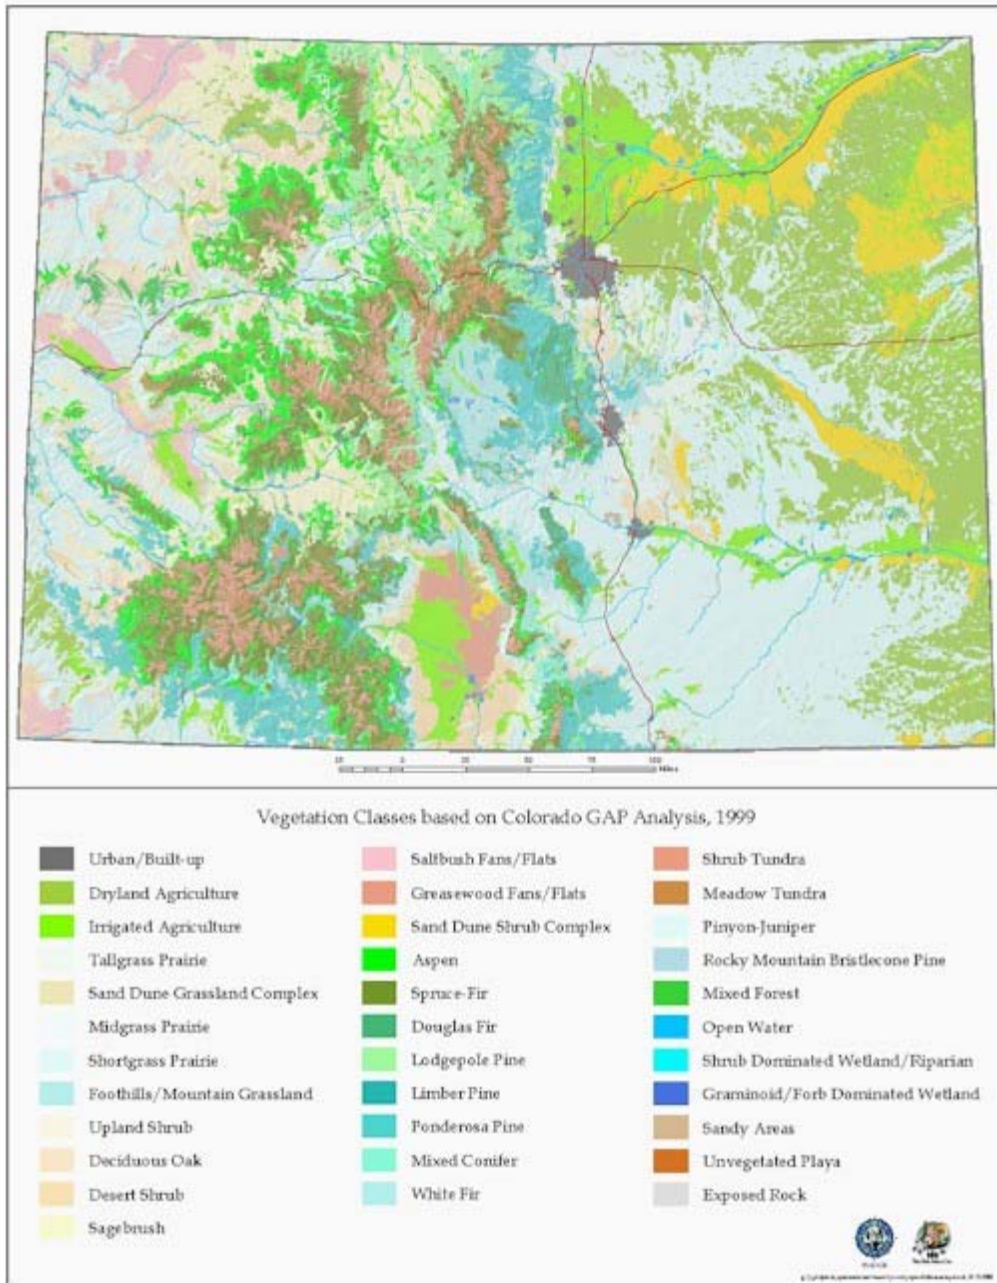 Vegetation Classes based on Colorado GAP Analysis, 1999
Urban/Built-up
Dryland Agriculture
Irrigated Agriculture
Tallgrass Prairie
Sand Dune Grassland Complex
Midgrass Prairie
Shortgrass Prairie
Foothills/Mountain Grassland
Upland Shrub
Deciduous Oak
Desert Shrub
Sagebrush
Saltbush Fans/Flats
Greasewood Fans/Flats
Sand Dune Shrub Complex
Aspen
Spruce-Fir
Douglas Fir
Lodgepole Pine
Limber Pine
Ponderosa Pine
Mixed Conifer
White Fir
Shrub Tundra
Meadow Tundra
Pinyon-Juniper
Rocky Mountain Bristlecone Pine
Mixed Forest
Open Water
Shrub Dominated Wetland/Riparian
Graminoid/Forb Dominated Wetland
Sandy Areas
Unvegetated Playa
Exposed Rock